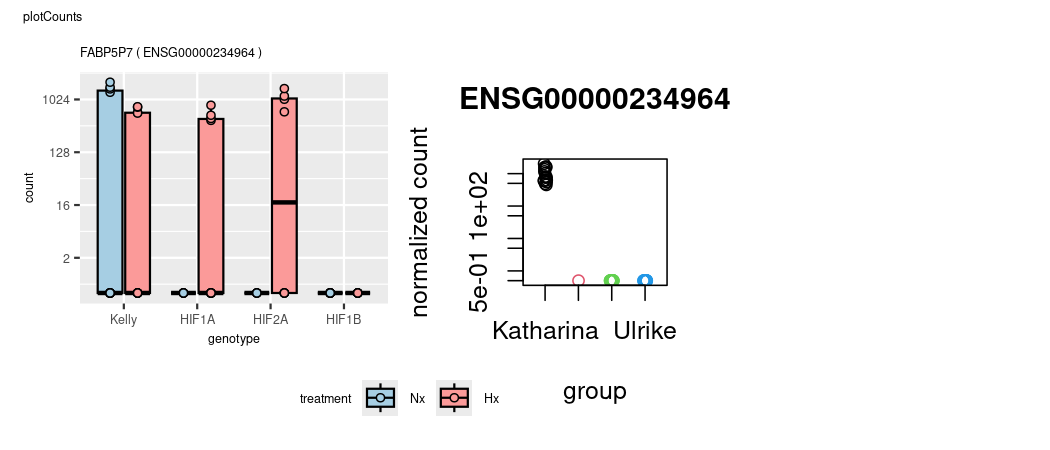 plotCounts
FABP5P7 ( ENSG00000234964 )
1024
128
16
2
count
Kelly HIF1A HIF2A HIF1B
genotype
treatment Nx Hx
ENSG00000234964
normalized count
5e-01 1e+02
Katharina Ulrike
group